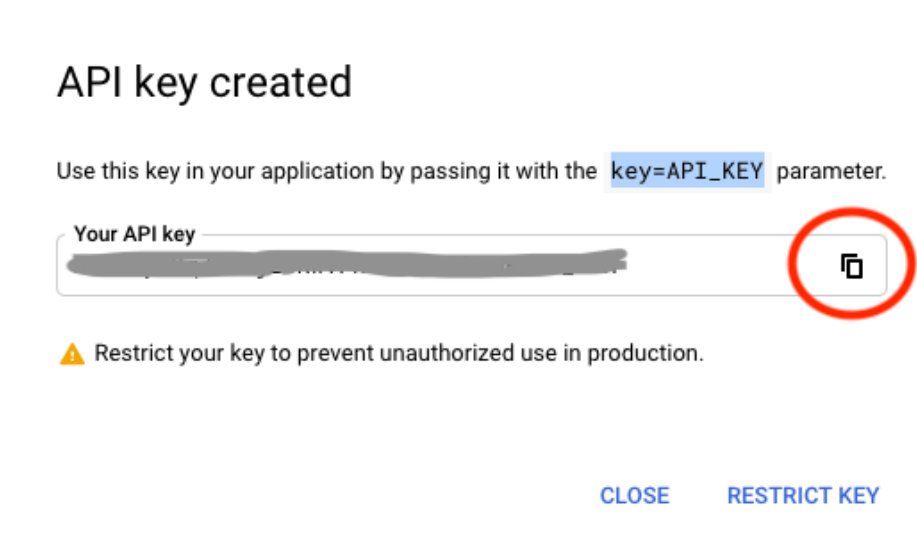 API key created
Use this key in your application by passing it with the key=API_KEY parameter.
Your API key
Restrict your key to prevent unauthorized use in production.
CLOSE RESTRICT KEY